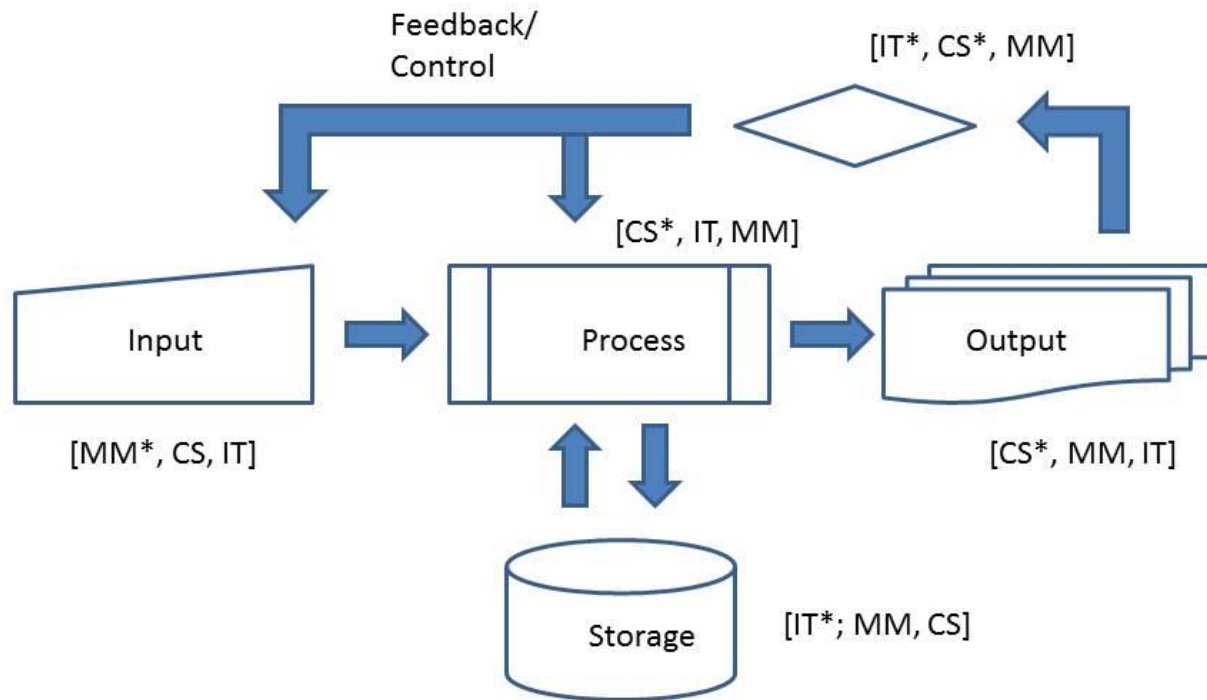 Feedback/
Control
[IT*, CS*, MM]
[CS*, IT, MM]
Input
Process
Output
[MM*, CS, IT]
[CS*, MM, IT]
Storage
[IT*; MM, CS]